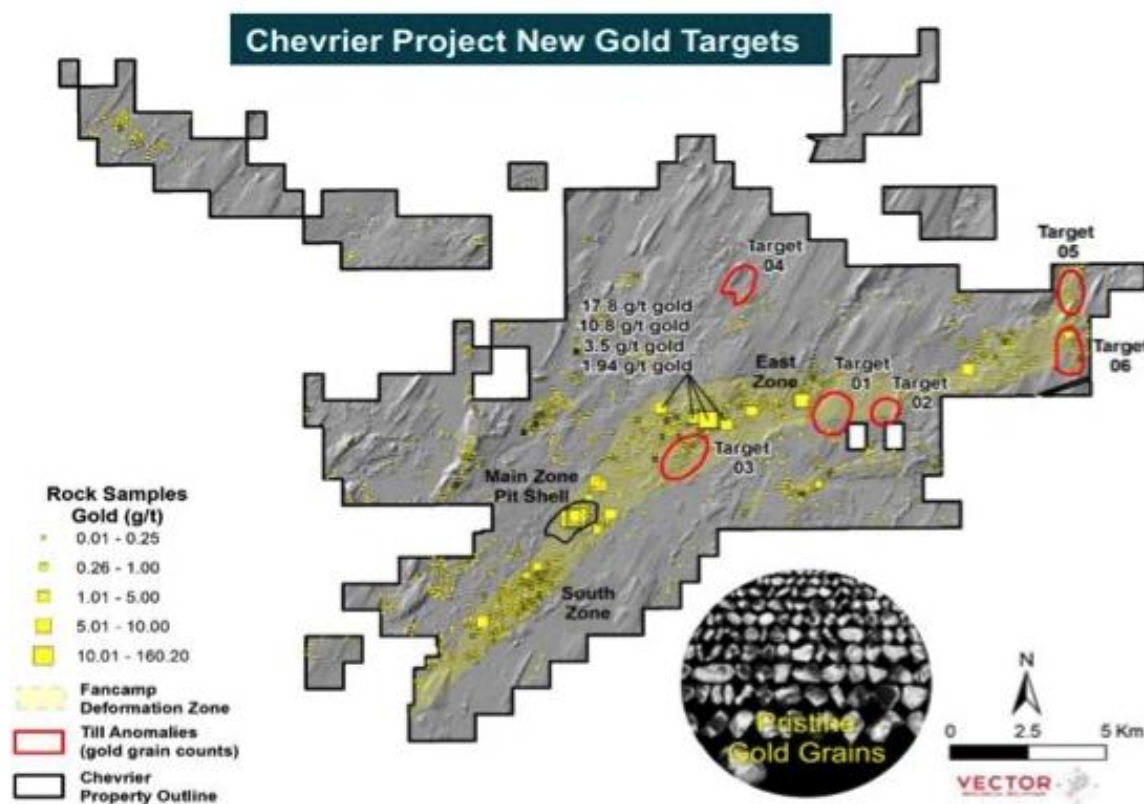 Chevrier Project New Gold Targets
Target
05
Target
04
17.8 g/t gold
10.8 g/t gold
3.5 g/t gold
1.94 g/t gold
East
Zone
Target
01
Target
02
Target
06
Target
03
Main Zone
Pit Shell
South
Zone
Rock Samples
Gold (g/t)
0.01 - 0.25
0.26 - 1.00
1.01 - 5.00
5.01 - 10.00
10.01 - 160.20
Fancamp
Deformation Zone
Till Anomalies
(gold grain counts)
Chevrier
Property Outline
Pristine
Gold Grains
N
0 2.5 5 Km
VECTOR